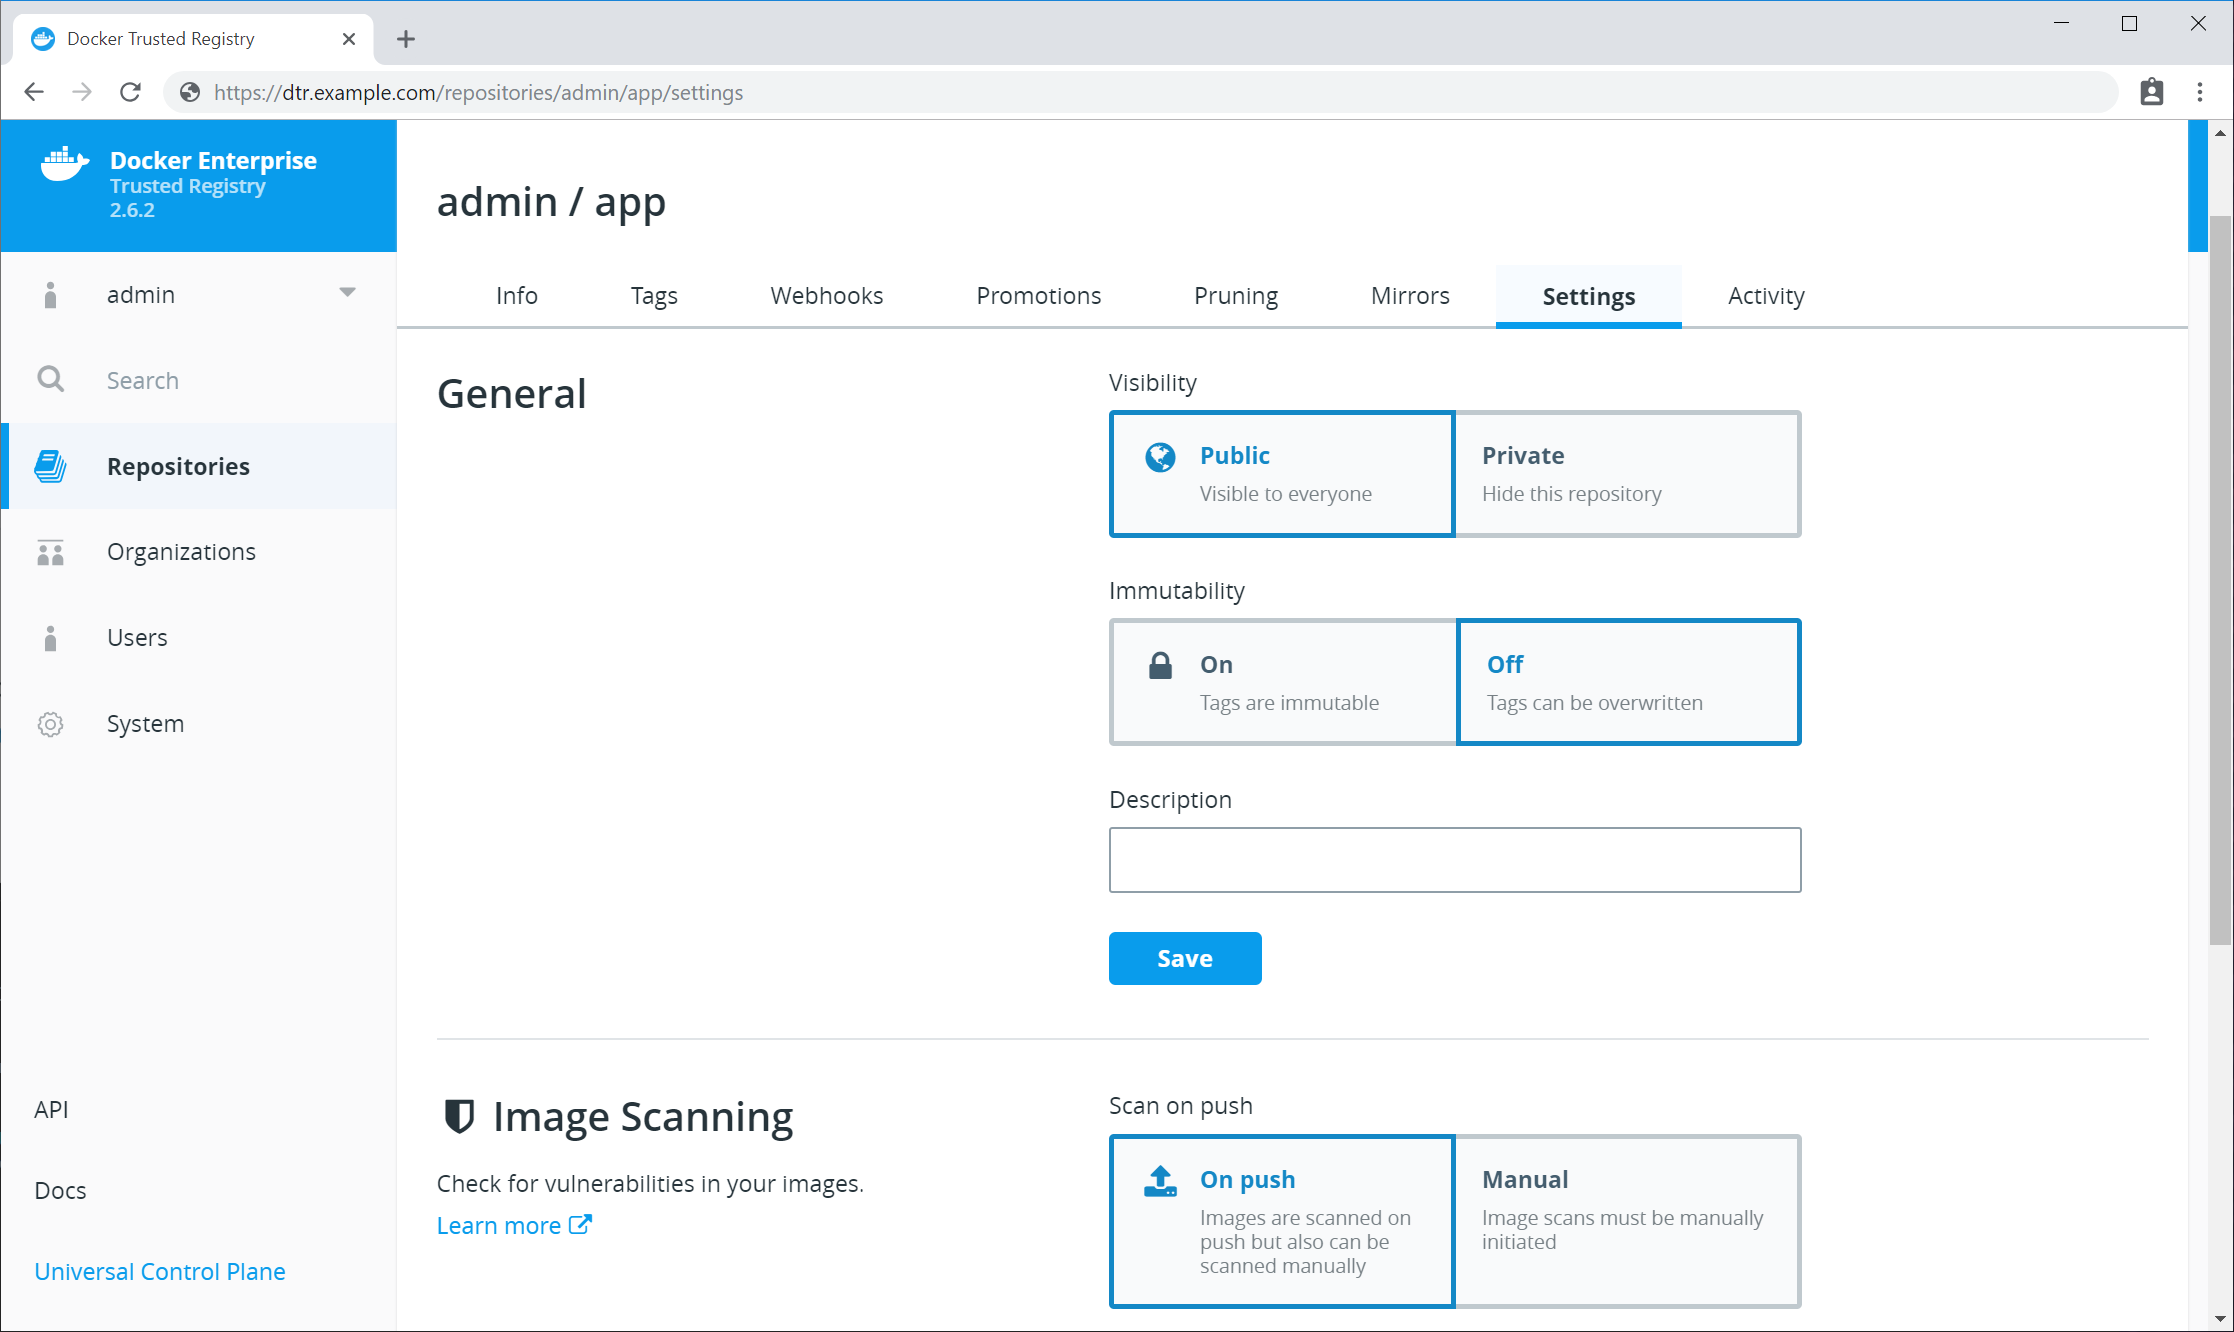 Docker Trusted Registry
https://dtr.example.com/repositories/admin/app/settings
Docker Enterprise
Trusted Registry
2.6.2
admin
Search
Repositories
Organizations
Users
System
API
Docs
Universal Control Plane
admin / app
Info
Tags
Webhooks
Promotions
Pruning
Mirrors
Settings
Activity
General
Visibility
Public
Visible to everyone
Private
Hide this repository
Immutability
On
Tags are immutable
Off
Tags can be overwritten
Description
Save
Image Scanning
Check for vulnerabilities in your images.
Learn more
Scan on push
On push
Images are scanned on
push but also can be
scanned manually
Manual
Image scans must be manually
initiated